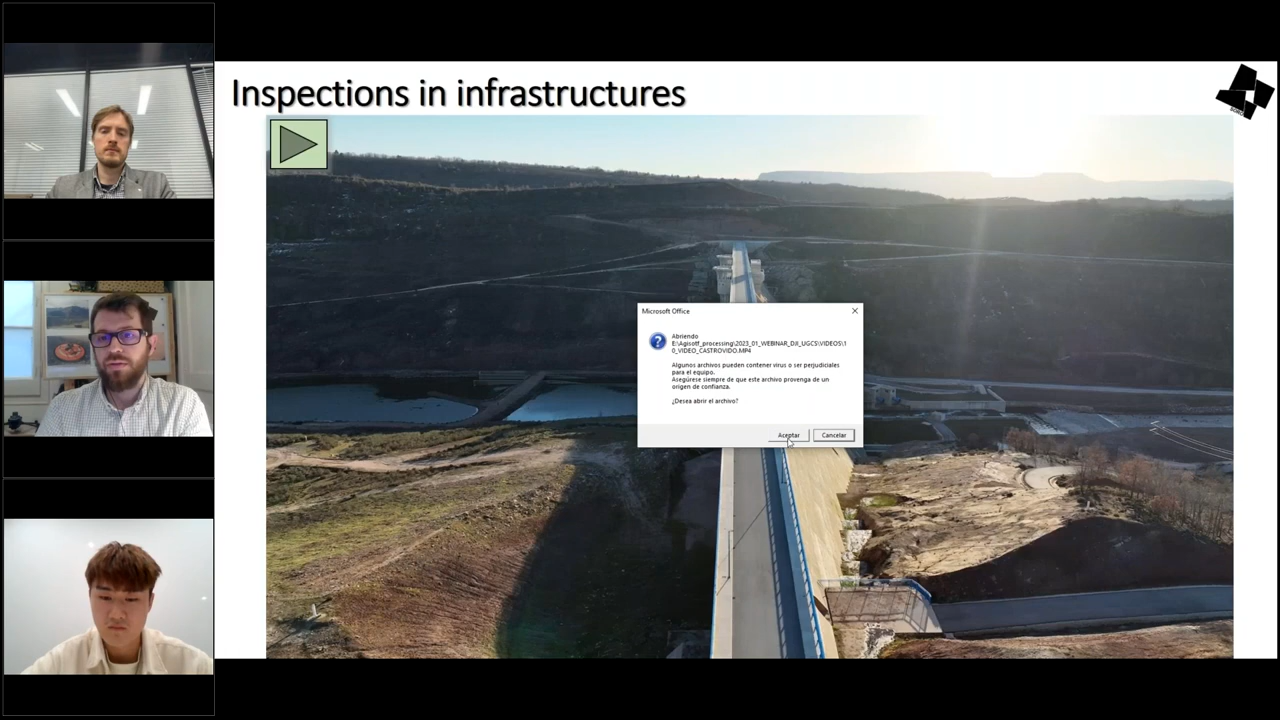 Inspections in infrastructures
Microsoft Office
Abriendo
E:\Agisotf_processing\2023_01_WEBINAR_DJI_UGCS\VIDEOS\1
0_VIDEO_CASTROVIDO.MP4
Algunos archivos pueden contener virus o ser perjudiciales
para el equipo.
Asegúrese siempre de que este archivo provenga de un
origen de confianza.
¿Desea abrir el archivo?
Aceptar
Cancelar